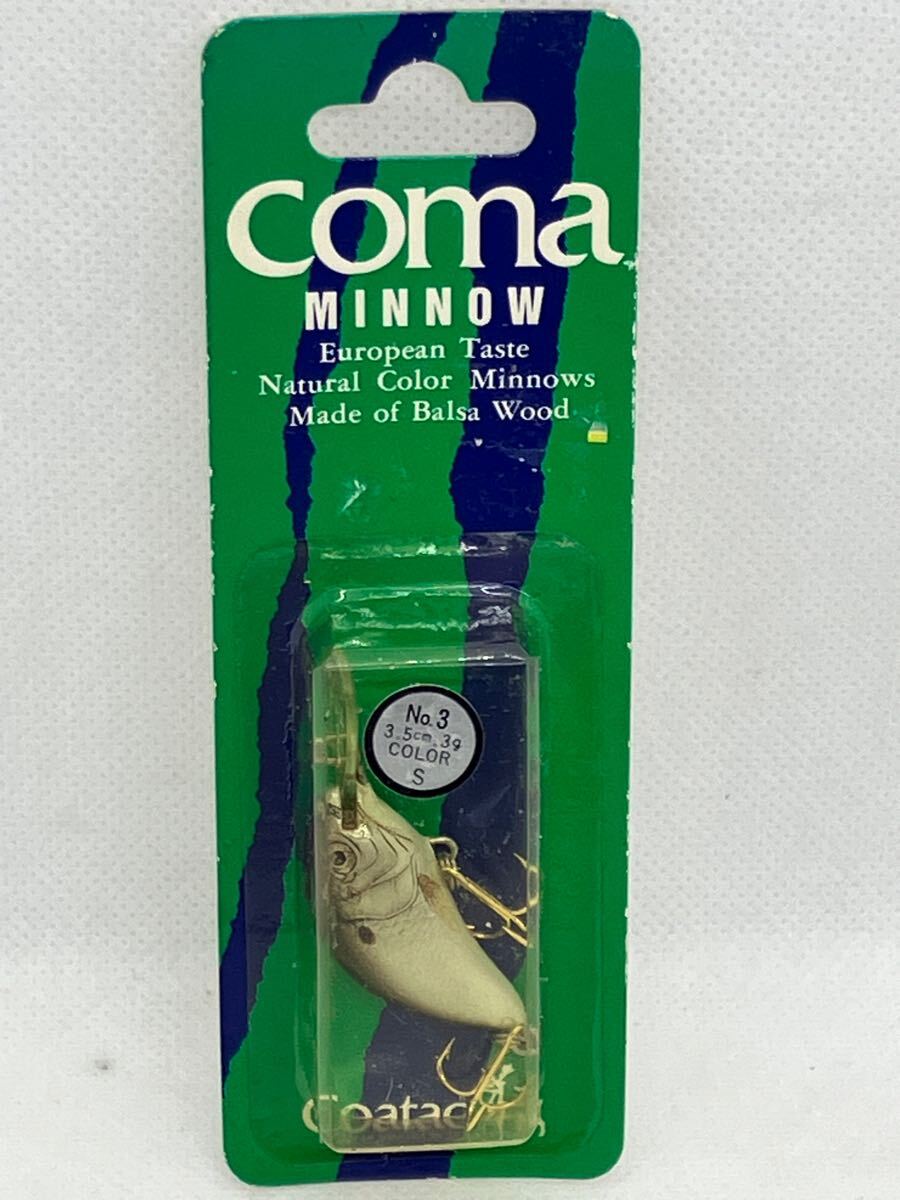 coma
MINNOW
European Taste
Natural Color Minnows
Made of Balsa Wood
No.3
3.5cm.3g
COLOR
S